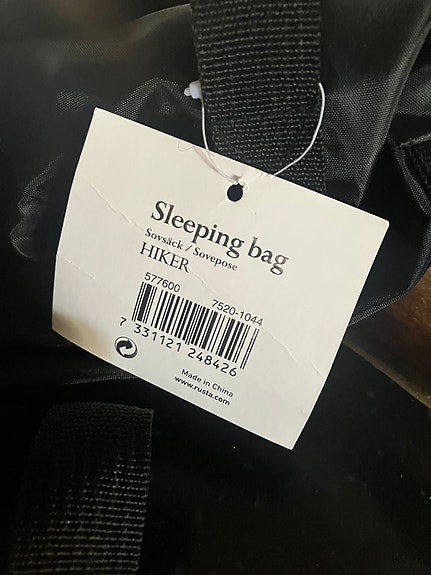 Sleeping bag
Sovsäck / Sovepose
HIKER
577600 7520-1044
7 331121 248426
Made in China
www.rusta.com